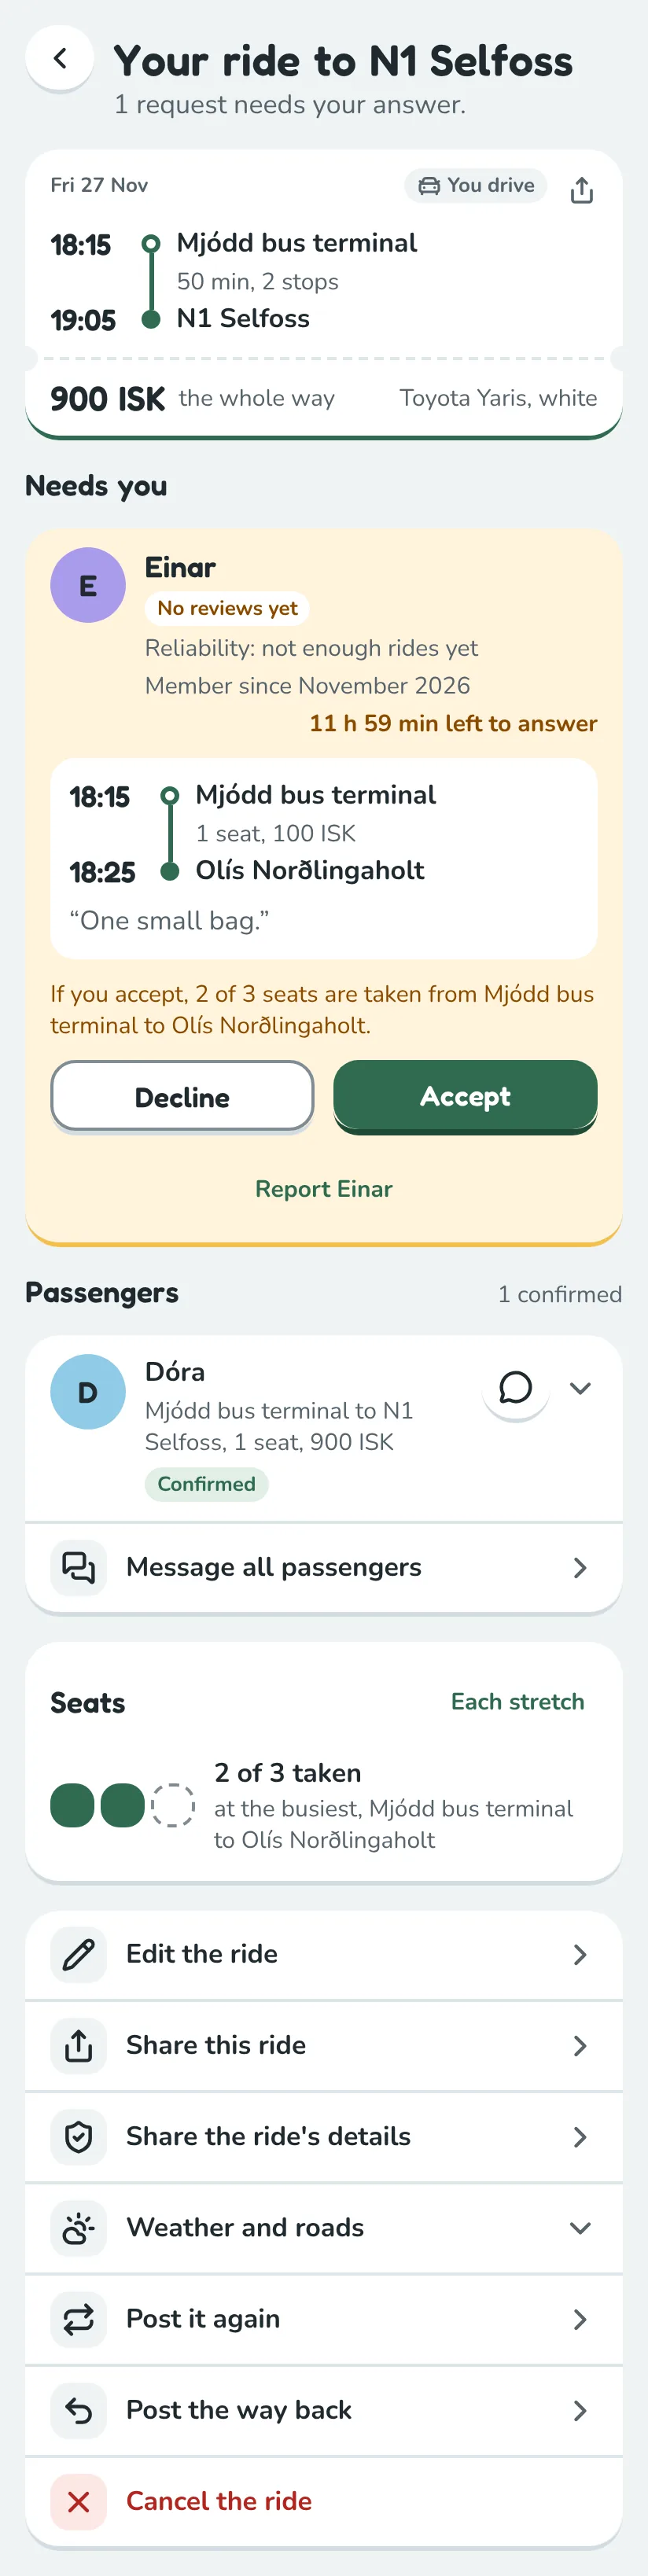 Your ride to N1 Selfoss
1 request needs your answer.
Fri 27 Nov
You drive
18:15
Mjódd bus terminal
50 min, 2 stops
19:05
N1 Selfoss
900 ISK the whole way
Toyota Yaris, white
Needs you
E
Einar
No reviews yet
Reliability: not enough rides yet
Member since November 2026
11 h 59 min left to answer
18:15
Mjódd bus terminal
1 seat, 100 ISK
18:25
Olís Norðlingaholt
“One small bag.”
If you accept, 2 of 3 seats are taken from Mjódd bus
terminal to Olís Norðlingaholt.
Decline
Accept
Report Einar
Passengers
1 confirmed
D
Dóra
Mjódd bus terminal to N1
Selfoss, 1 seat, 900 ISK
Confirmed
Message all passengers
Seats
Each stretch
2 of 3 taken
at the busiest, Mjódd bus terminal
to Olís Norðlingaholt
Edit the ride
Share this ride
Share the ride's details
Weather and roads
Post it again
Post the way back
Cancel the ride